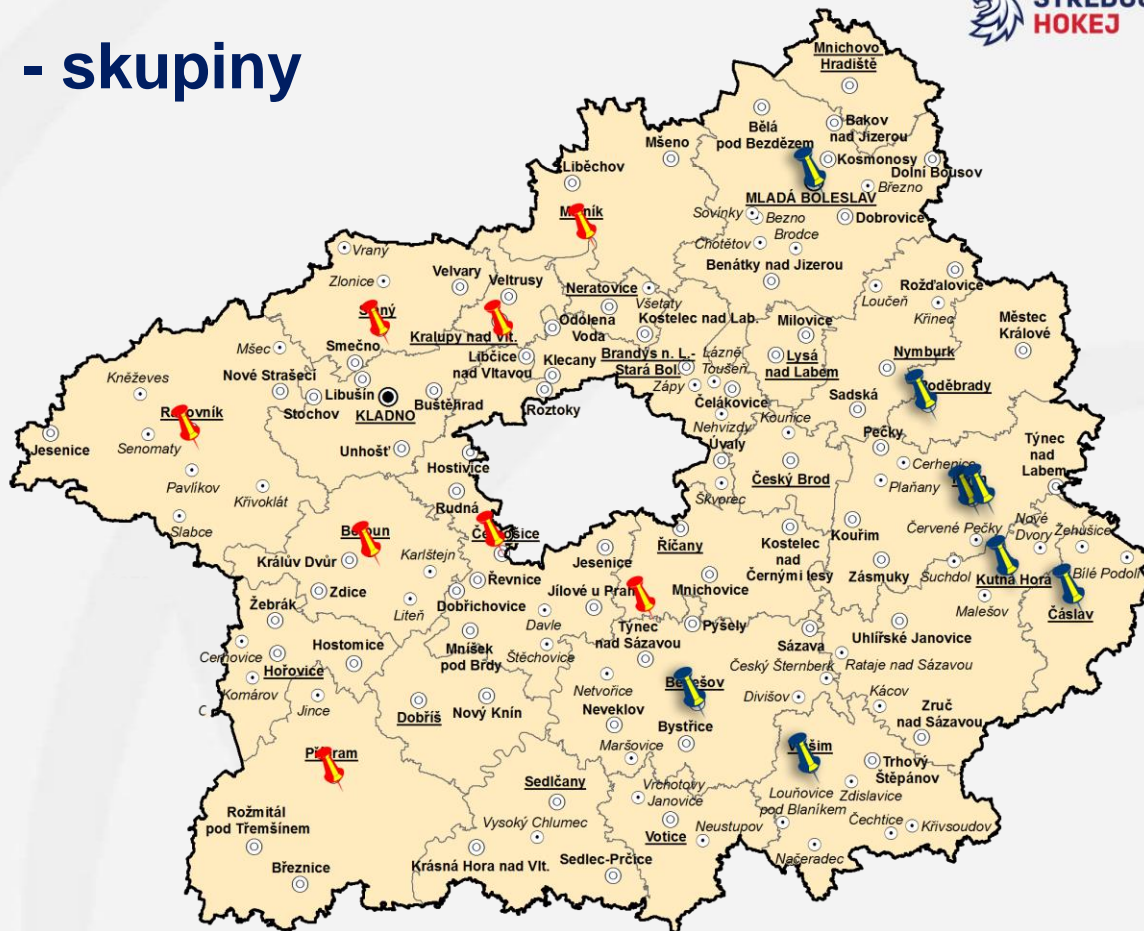 STŘEDOČ
HOKEJ
- skupiny
Mnichovo
Hradiště
Bělá
pod Bezdězem
Bakov
nad Jizerou
Mšeno
Liběchov
Kosmonosy
Dolní Bousov
Březno
MLADÁ BOLESLAV
Sovínky
Bezno
Dobrovice
Chotětov
Brodce
Benátky nad Jizerou
Vraný
Zlonice
Velvary
Veltrusy
Neratovice
Všetaty
Loučeň
Rožďalovice
Křinec
Městec
Králové
Kralupy nad Vlt.
Odolena
Voda
Kostelec nad Lab.
Milovice
Mšec
Smečno
Libčice
nad Vltavou
Klecany
Brandýs n. L.-
Stará Bol.
Lázně
Toušeň
Lysá
nad Labem
Nymburk
Kněževes
Nové Strašecí
Libušín
Stochov
KLADNO
Buštěhrad
Roztoky
Zápy
Čelákovice
Sadská
Poděbrady
Rakovník
Jesenice
Senomaty
Unhošť
Hostivice
Nehvizdy
Kounice
Úvaly
Pečky
Cerhenice
Týnec
nad
Labem
Pavlíkov
Křivoklát
Škvorec
Český Brod
Plaňany
Slabce
Rudná
Beroun
Karlštejn
Králův Dvůr
Říčany
Jesenice
Kostelec
nad
Černými lesy
Kouřim
Červené Pečky
Nové
Dvory
Žehušice
Zdice
Řevnice
Dobřichovice
Jílové u Prahy
Mnichovice
Zásmuky
Suchdol
Kutná Hora
Bílé Podolí
Žebrák
Liteň
Davle
Malešov
Čáslav
Hostomice
Mníšek
pod Brdy
Štěchovice
Týnec
nad Sázavou
Pyšely
Sázava
Uhlířské Janovice
Cerhovice
Hořovice
Český Šternberk
Rataje nad Sázavou
Komárov
Jince
Netvořice
Neveklov
Benešov
Divišov
Kácov
Zruč
nad Sázavou
Dobříš
Nový Knín
Bystřice
Maršovice
Vlašim
Trhový
Štěpánov
Příbram
Sedlčany
Vrchotovy
Janovice
Louňovice
pod Blaníkem
Zdislavice
Rožmitál
pod Třemšínem
Vysoký Chlumec
Votice
Neustupov
Čechtice
Křivsoudov
Březnice
Krásná Hora nad Vlt.
Sedlec-Prčice
Načeradec